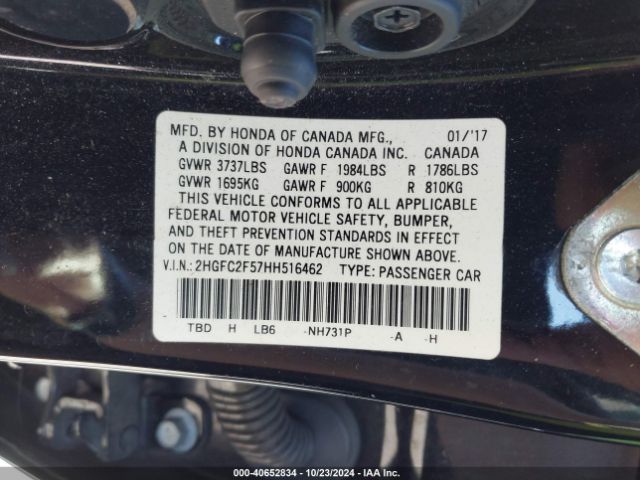 MFD. BY HONDA OF CANADA MFG., 01/'17
A DIVISION OF HONDA CANADA INC. CANADA
GVWR 3737LBS GAWR F 1984LBS R 1786LBS
GVWR 1695KG GAWR F 900KG R 810KG
THIS VEHICLE CONFORMS TO ALL APPLICABLE
FEDERAL MOTOR VEHICLE SAFETY, BUMPER,
AND THEFT PREVENTION STANDARDS IN EFFECT
ON THE DATE OF MANUFACTURE SHOWN ABOVE.
V.I.N.: 2HGFC2F57HH516462 TYPE: PASSENGER CAR
TBD H LB6 -NH731P -A -H
000-40652834 | 10/23/2024 | IAA Inc.